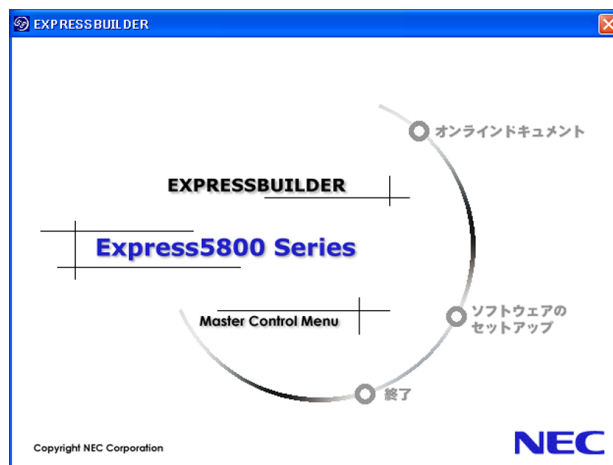 EXPRESSBUILDER
オンラインドキュメント
EXPRESSBUILDER
Express5800 Series
ソフトウェアの
セットアップ
Master Control Menu
終了
Copyright NEC Corporation
NEC